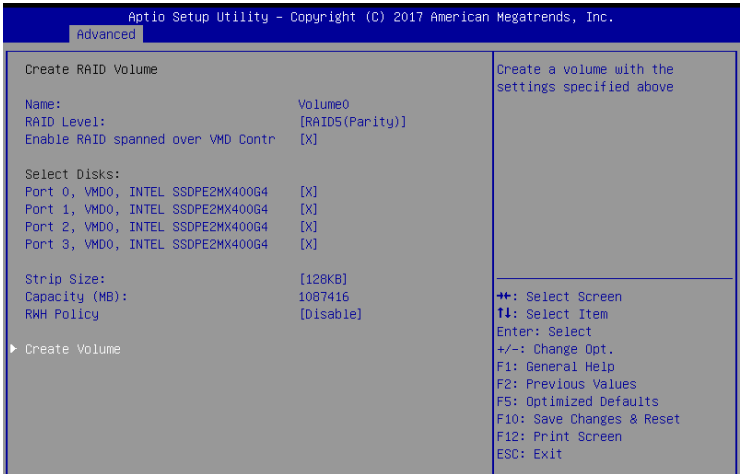 Aptio Setup Utility – Copyright (C) 2017 American Megatrends, Inc.
Advanced
Create RAID Volume
Name: Volume0
RAID Level: [RAID5(Parity)]
Enable RAID spanned over VMD Contr [X]
Select Disks:
Port 0, VMD0, INTEL SSDPE2MX400G4 [X]
Port 1, VMD0, INTEL SSDPE2MX400G4 [X]
Port 2, VMD0, INTEL SSDPE2MX400G4 [X]
Port 3, VMD0, INTEL SSDPE2MX400G4 [X]
Strip Size: [128KB]
Capacity (MB): 1087416
RWH Policy [Disable]
▶ Create Volume
Create a volume with the
settings specified above
→←: Select Screen
↑↓: Select Item
Enter: Select
+/-: Change Opt.
F1: General Help
F2: Previous Values
F5: Optimized Defaults
F10: Save Changes & Reset
F12: Print Screen
ESC: Exit